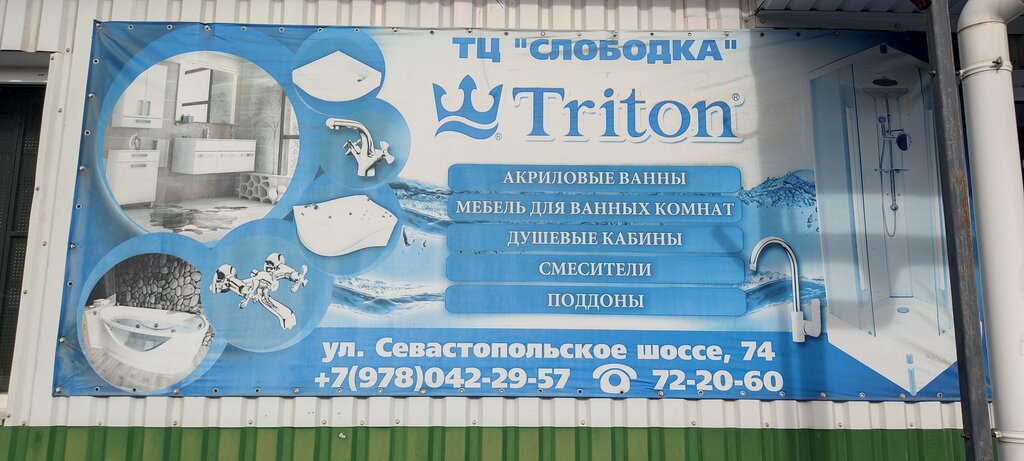 ТЦ "СЛОБОДКА"
Triton®
®
АКРИЛОВЫЕ ВАННЫ
МЕБЕЛЬ ДЛЯ ВАННЫХ КОМНАТ
ДУШЕВЫЕ КАБИНЫ
СМЕСИТЕЛИ
ПОДДОНЫ
ул. Севастопольское шоссе, 74
+7(978)042-29-57 72-20-60